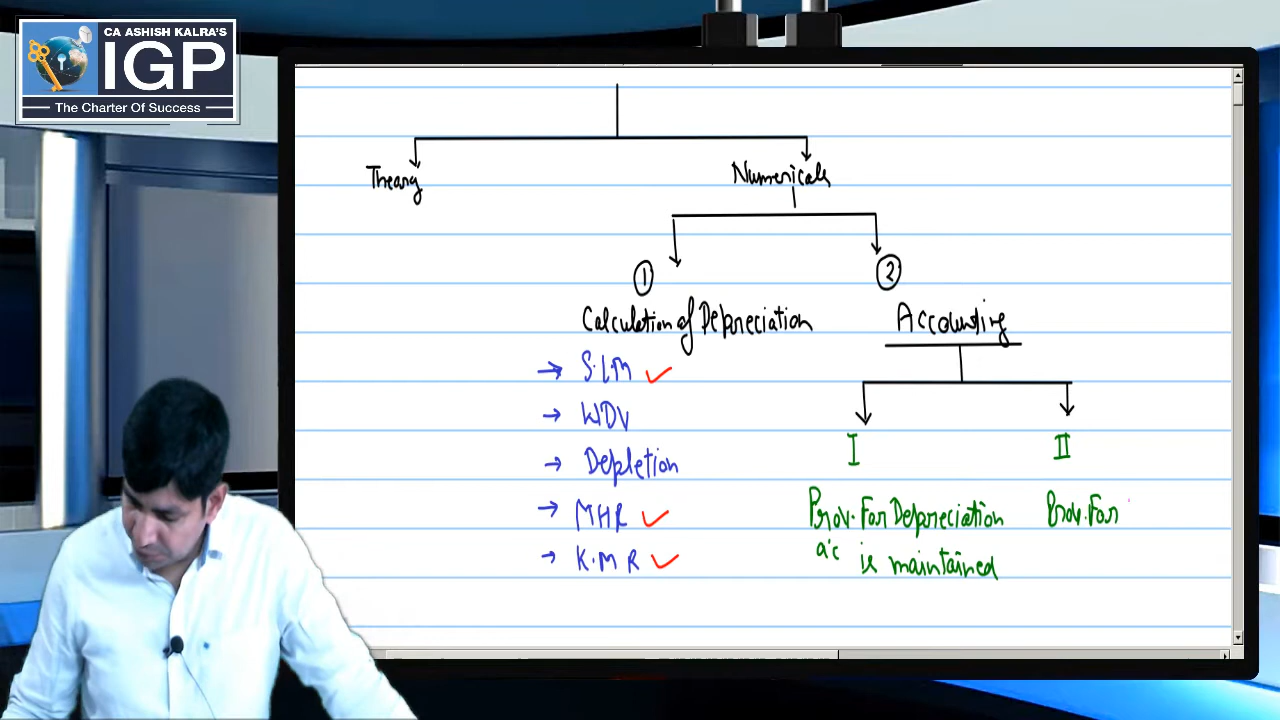 CA ASHISH KALRA'S
IGP
The Charter Of Success
Theory
Numericals
①
②
Calculation of Depreciation
Accounting
→ S.L.M ✓
→ WDV
→ Depletion
→ MHR ✓
→ K.M R ✓
I
II
Prov. For Depreciation
a/c is maintained
Prov. For